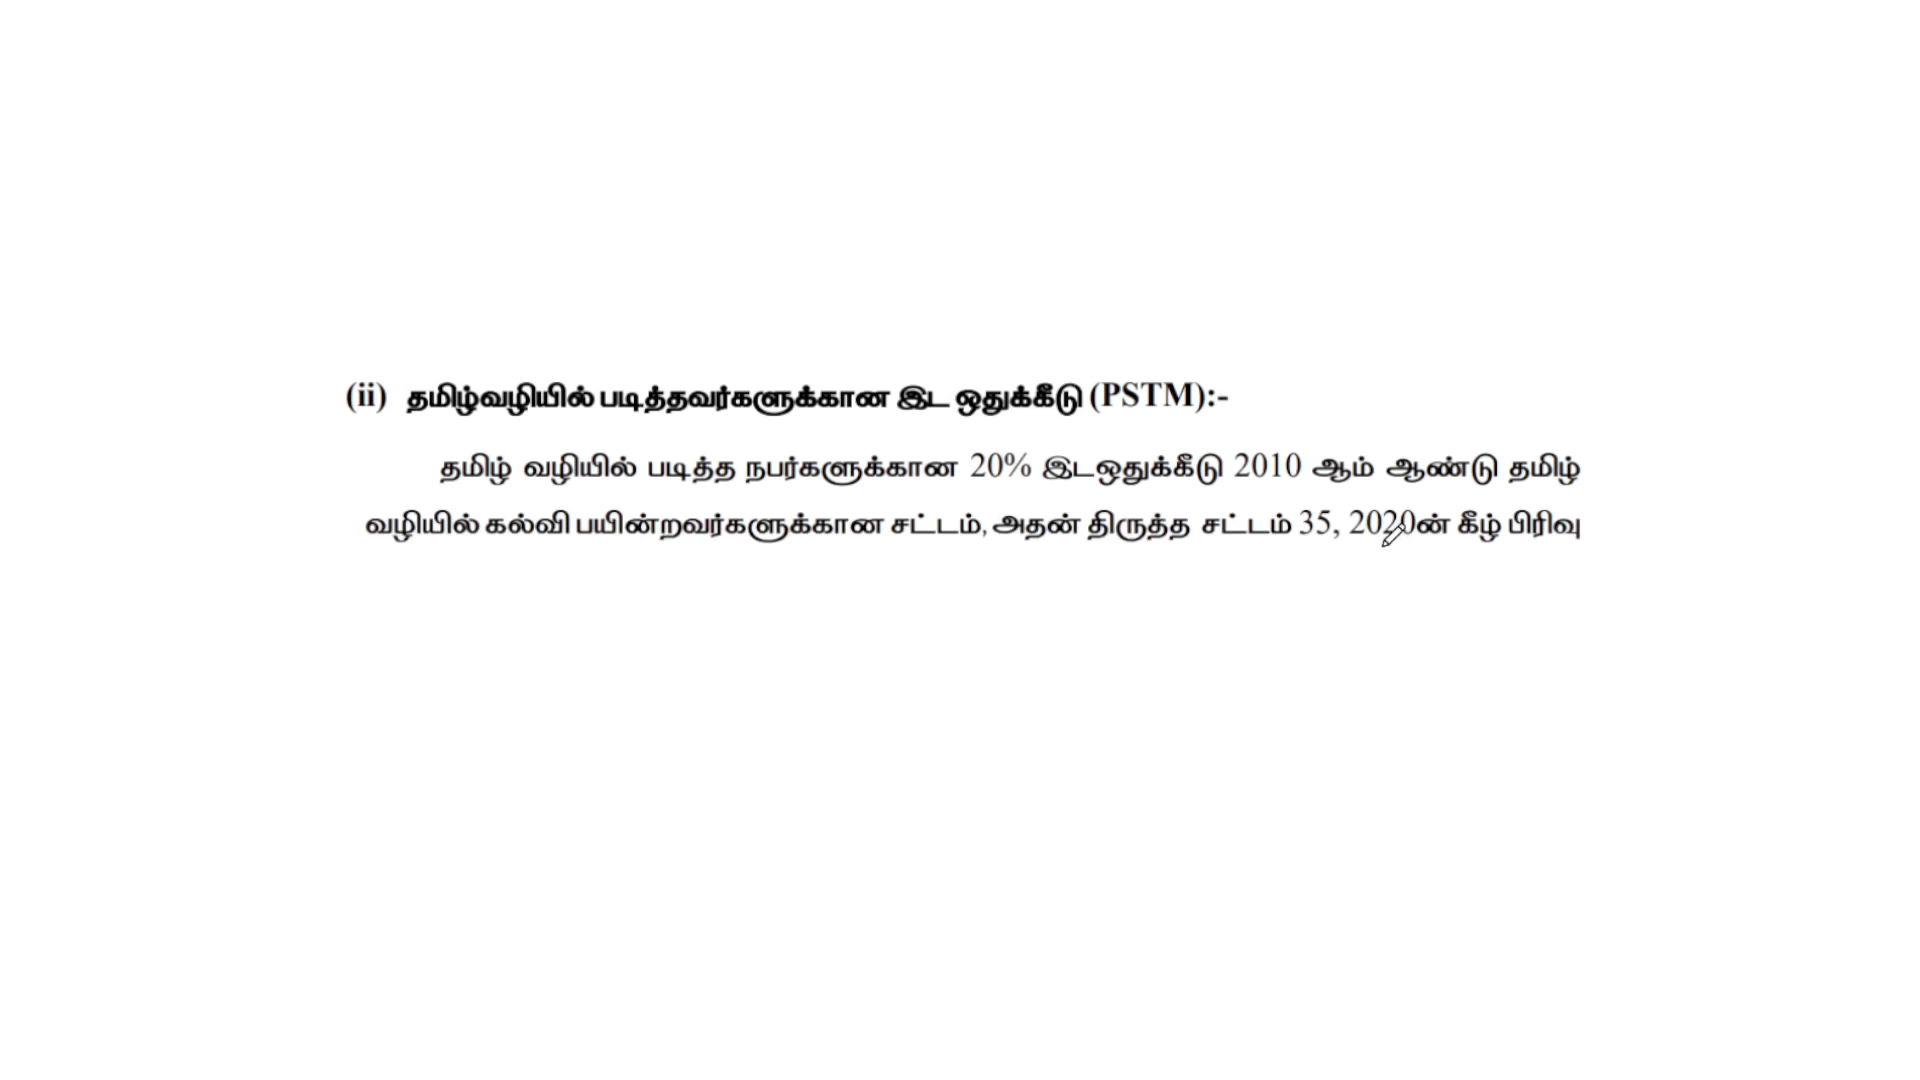 (ii) தமிழ்வழியில் படித்தவர்களுக்கான இட ஒதுக்கீடு (PSTM):-
தமிழ் வழியில் படித்த நபர்களுக்கான 20% இடஒதுக்கீடு 2010 ஆம் ஆண்டு தமிழ்
வழியில் கல்வி பயின்றவர்களுக்கான சட்டம், அதன் திருத்த சட்டம் 35, 2020ன் கீழ் பிரிவு